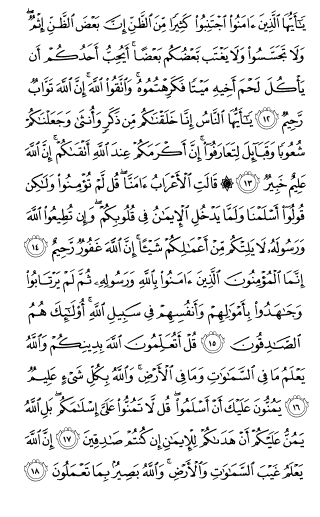 يَٰٓأَيُّهَا ٱلَّذِينَ ءَامَنُوا۟ ٱجْتَنِبُوا۟ كَثِيرًا مِّنَ ٱلظَّنِّ إِنَّ بَعْضَ ٱلظَّنِّ إِثْمٌ ۖ
وَلَا تَجَسَّسُوا۟ وَلَا يَغْتَب بَّعْضُكُم بَعْضًا ۚ أَيُحِبُّ أَحَدُكُمْ أَن
يَأْكُلَ لَحْمَ أَخِيهِ مَيْتًا فَكَرِهْتُمُوهُ ۚ وَٱتَّقُوا۟ ٱللَّهَ ۚ إِنَّ ٱللَّهَ تَوَّابٌ
رَّحِيمٌ ١٢ يَٰٓأَيُّهَا ٱلنَّاسُ إِنَّا خَلَقْنَٰكُم مِّن ذَكَرٍ وَأُنثَىٰ وَجَعَلْنَٰكُمْ
شُعُوبًا وَقَبَآئِلَ لِتَعَارَفُوٓا۟ ۚ إِنَّ أَكْرَمَكُمْ عِندَ ٱللَّهِ أَتْقَىٰكُمْ ۚ إِنَّ ٱللَّهَ
عَلِيمٌ خَبِيرٌ ١٣ ۞ قَالَتِ ٱلْأَعْرَابُ ءَامَنَّا ۖ قُل لَّمْ تُؤْمِنُوا۟ وَلَٰكِن
قُولُوٓا۟ أَسْلَمْنَا وَلَمَّا يَدْخُلِ ٱلْإِيمَٰنُ فِى قُلُوبِكُمْ ۖ وَإِن تُطِيعُوا۟ ٱللَّهَ
وَرَسُولَهُۥ لَا يَلِتْكُم مِّنْ أَعْمَٰلِكُمْ شَيْـًٔا ۚ إِنَّ ٱللَّهَ غَفُورٌ رَّحِيمٌ ١٤
إِنَّمَا ٱلْمُؤْمِنُونَ ٱلَّذِينَ ءَامَنُوا۟ بِٱللَّهِ وَرَسُولِهِۦ ثُمَّ لَمْ يَرْتَابُوا۟
وَجَٰهَدُوا۟ بِأَمْوَٰلِهِمْ وَأَنفُسِهِمْ فِى سَبِيلِ ٱللَّهِ ۚ أُو۟لَٰٓئِكَ هُمُ
ٱلصَّٰدِقُونَ ١٥ قُلْ أَتُعَلِّمُونَ ٱللَّهَ بِدِينِكُمْ وَٱللَّهُ
يَعْلَمُ مَا فِى ٱلسَّمَٰوَٰتِ وَمَا فِى ٱلْأَرْضِ ۚ وَٱللَّهُ بِكُلِّ شَىْءٍ عَلِيمٌ
١٦ يَمُنُّونَ عَلَيْكَ أَنْ أَسْلَمُوا۟ ۖ قُل لَّا تَمُنُّوا۟ عَلَىَّ إِسْلَٰمَكُم ۖ بَلِ ٱللَّهُ
يَمُنُّ عَلَيْكُمْ أَنْ هَدَىٰكُمْ لِلْإِيمَٰنِ إِن كُنتُمْ صَٰدِقِينَ ١٧ إِنَّ ٱللَّهَ
يَعْلَمُ غَيْبَ ٱلسَّمَٰوَٰتِ وَٱلْأَرْضِ ۚ وَٱللَّهُ بَصِيرٌۢ بِمَا تَعْمَلُونَ ١٨